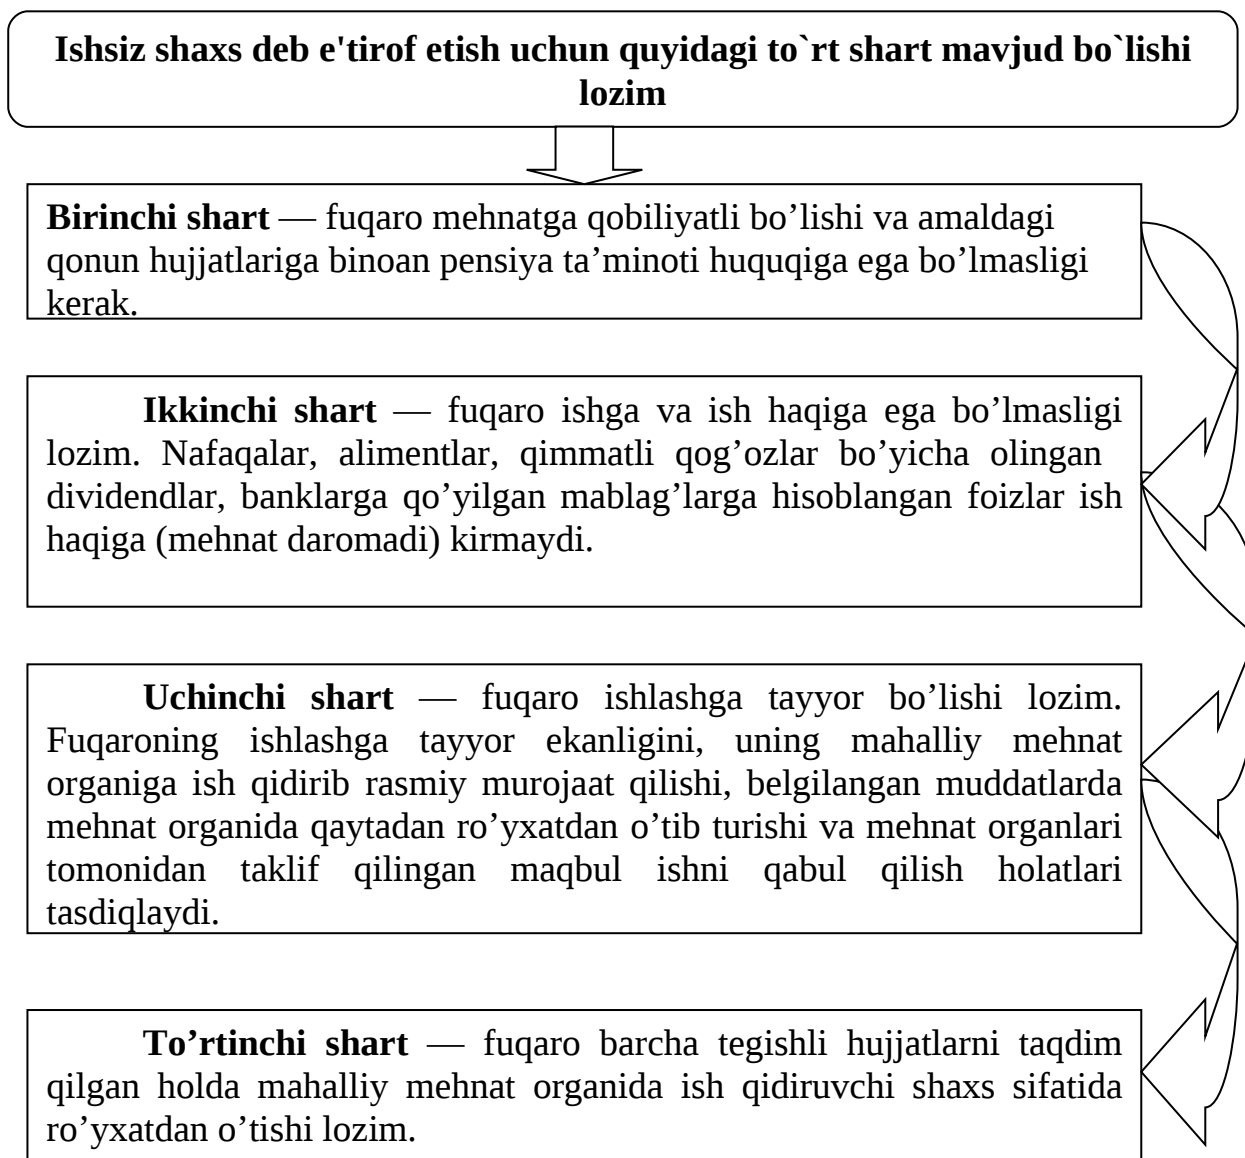 Ishsiz shaxs deb e'tirof etish uchun quyidagi to`rt shart mavjud bo`lishi
lozim
Birinchi shart — fuqaro mehnatga qobiliyatli bo’lishi va amaldagi
qonun hujjatlariga binoan pensiya ta’minoti huquqiga ega bo’lmasligi
kerak.
Ikkinchi shart — fuqaro ishga va ish haqiga ega bo’lmasligi
lozim. Nafaqalar, alimentlar, qimmatli qog’ozlar bo’yicha olingan
dividendlar, banklarga qo’yilgan mablag’larga hisoblangan foizlar ish
haqiga (mehnat daromadi) kirmaydi.
Uchinchi shart — fuqaro ishlashga tayyor bo’lishi lozim.
Fuqaroning ishlashga tayyor ekanligini, uning mahalliy mehnat
organiga ish qidirib rasmiy murojaat qilishi, belgilangan muddatlarda
mehnat organida qaytadan ro’yxatdan o’tib turishi va mehnat organlari
tomonidan taklif qilingan maqbul ishni qabul qilish holatlari
tasdiqlaydi.
To’rtinchi shart — fuqaro barcha tegishli hujjatlarni taqdim
qilgan holda mahalliy mehnat organida ish qidiruvchi shaxs sifatida
ro’yxatdan o’tishi lozim.